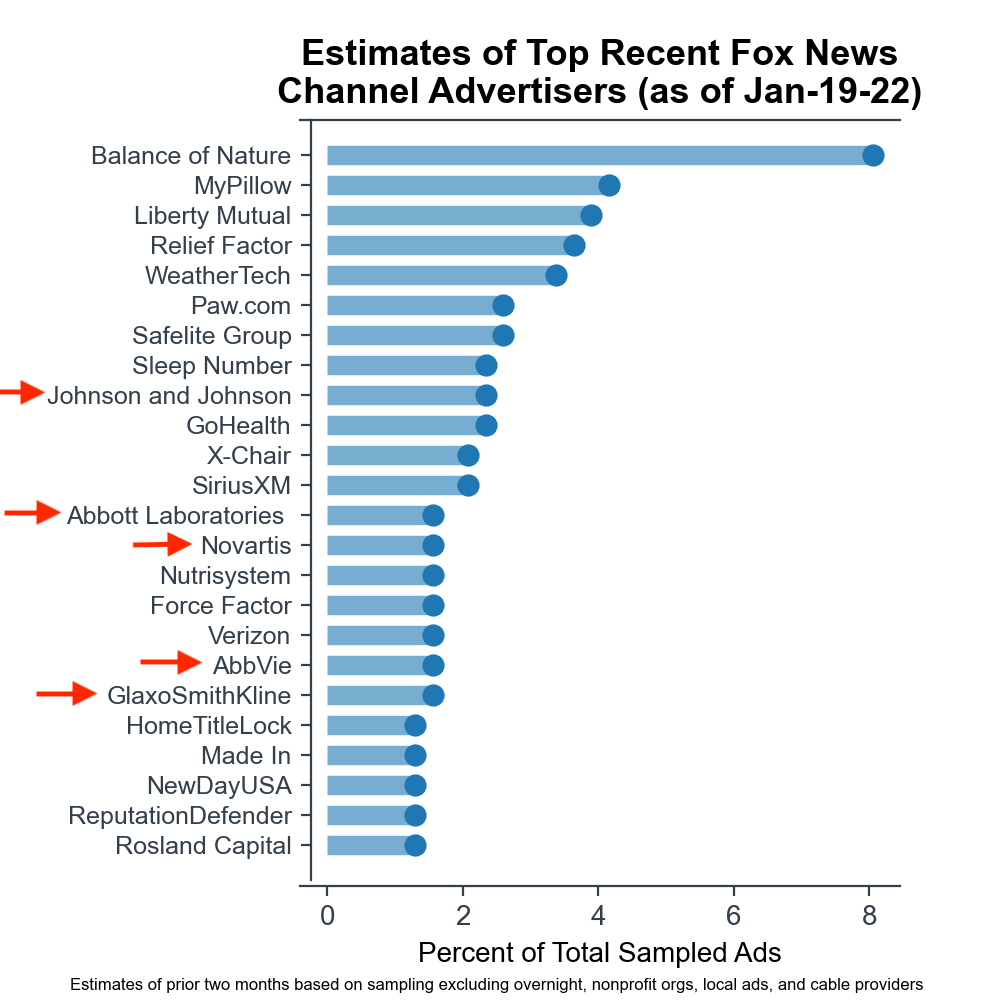 Estimates of Top Recent Fox News
Channel Advertisers (as of Jan-19-22)
Balance of Nature
MyPillow
Liberty Mutual
Relief Factor
WeatherTech
Paw.com
Safelite Group
Sleep Number
Johnson and Johnson
GoHealth
X-Chair
SiriusXM
Abbott Laboratories
Novartis
Nutrisystem
Force Factor
Verizon
AbbVie
GlaxoSmithKline
HomeTitleLock
Made In
NewDayUSA
ReputationDefender
Rosland Capital
0 2 4 6 8
Percent of Total Sampled Ads
Estimates of prior two months based on sampling excluding overnight, nonprofit orgs, local ads, and cable providers